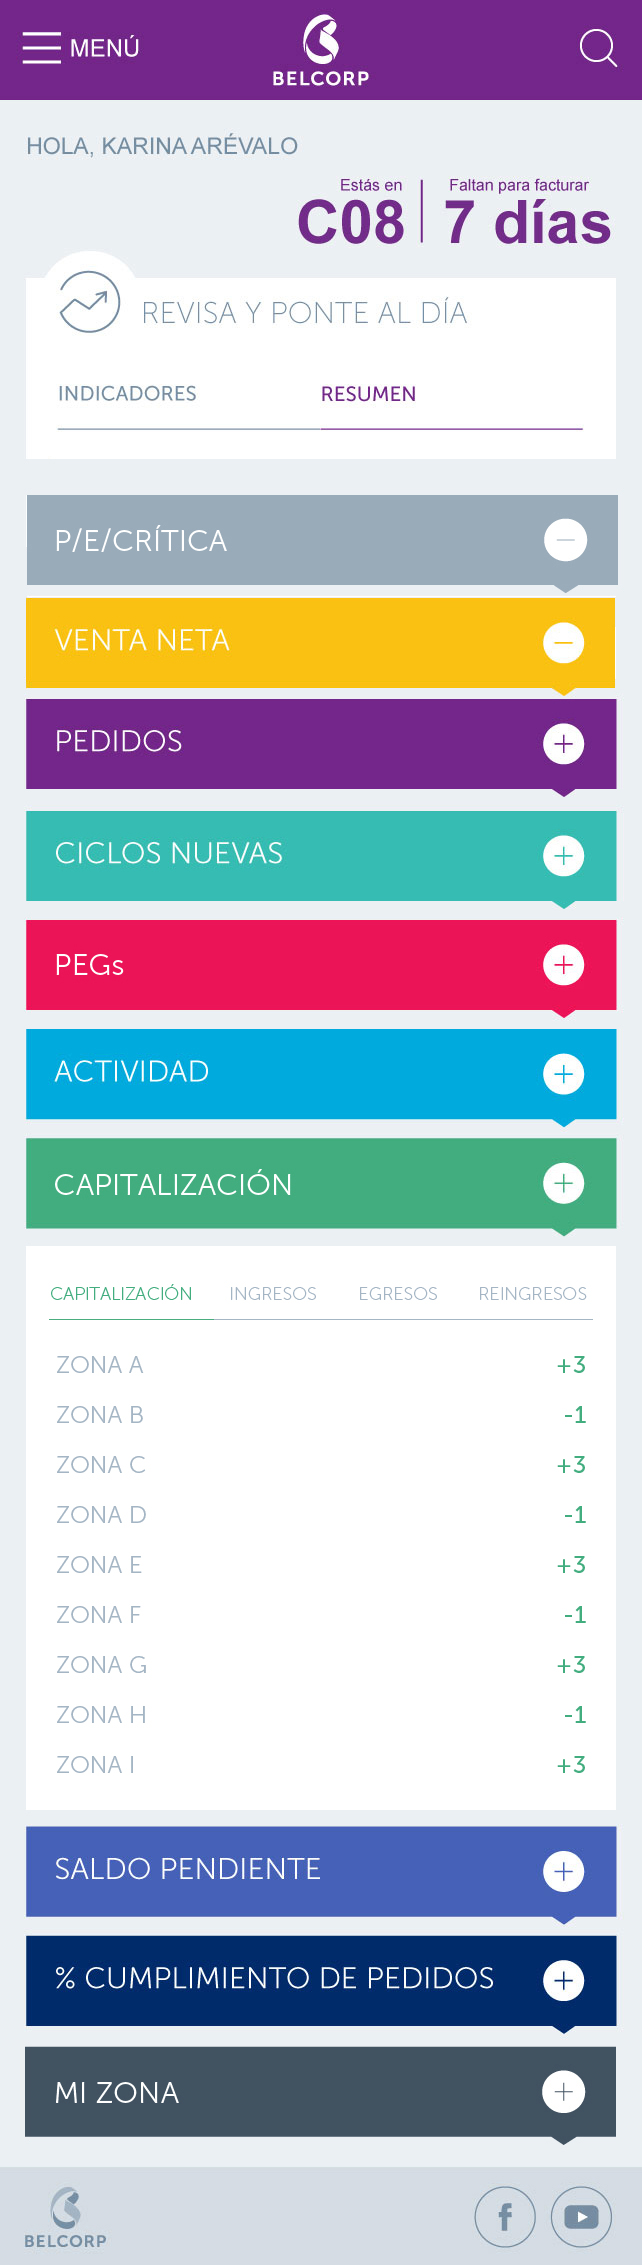 MENÚ
BELCORP
HOLA, KARINA ARÉVALO
Estás en
C08
Faltan para facturar
7 días
REVISA Y PONTE AL DÍA
INDICADORES
RESUMEN
P/E/CRÍTICA
VENTA NETA
PEDIDOS
CICLOS NUEVAS
PEGs
ACTIVIDAD
CAPITALIZACIÓN
CAPITALIZACIÓN INGRESOS EGRESOS REINGRESOS
ZONA A +3
ZONA B -1
ZONA C +3
ZONA D -1
ZONA E +3
ZONA F -1
ZONA G +3
ZONA H -1
ZONA I +3
SALDO PENDIENTE
% CUMPLIMIENTO DE PEDIDOS
MI ZONA
BELCORP